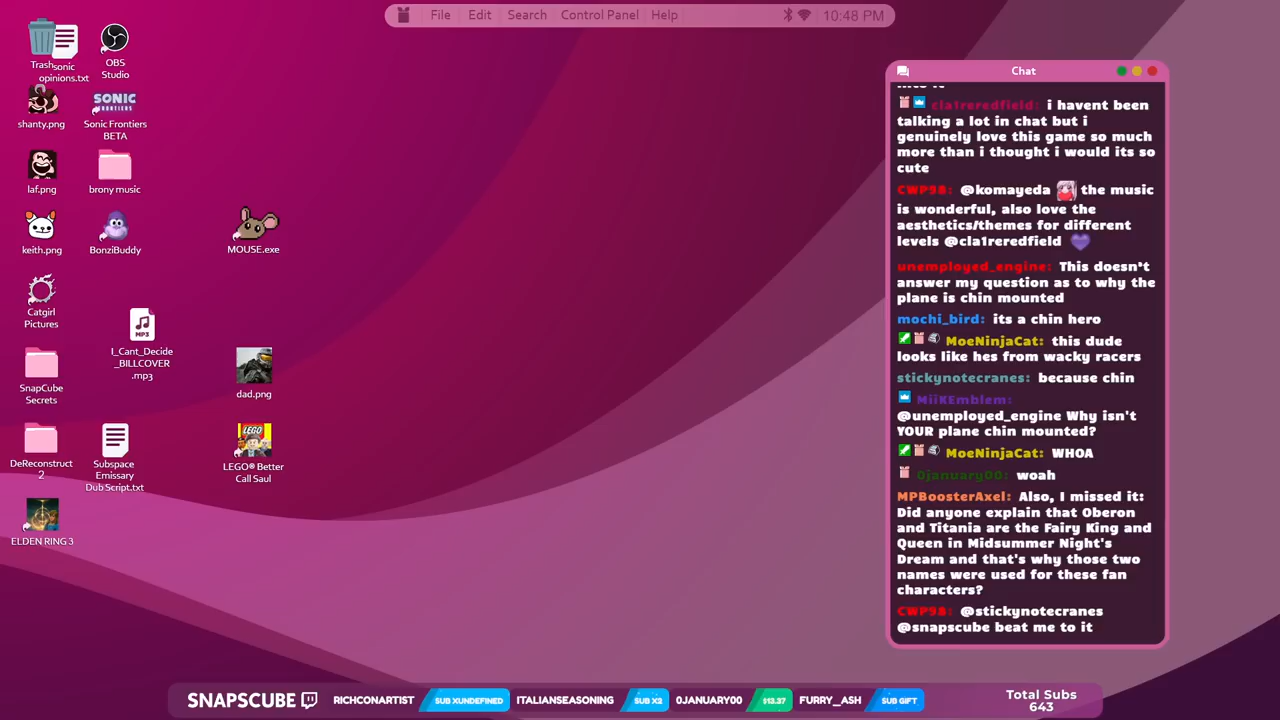 File Edit Search Control Panel Help 10:48 PM
Trash
sonic
opinions.txt
OBS
Studio
shanty.png
SONIC
FRONTIERS
Sonic Frontiers
BETA
laf.png
brony music
keith.png
BonziBuddy
MOUSE.exe
Catgirl
Pictures
MP3
I_Cant_Decide
_BILLCOVER
.mp3
SnapCube
Secrets
dad.png
DeReconstruct
2
Subspace
Emissary
Dub Script.txt
LEGO
LEGO® Better
Call Saul
ELDEN RING 3
Chat
into it
cla1reredfield: i havent been
talking a lot in chat but i
genuinely love this game so much
more than i thought i would its so
cute
CWP98: @komayeda the music
is wonderful, also love the
aesthetics/themes for different
levels @cla1reredfield
unemployed_engine: This doesn't
answer my question as to why the
plane is chin mounted
mochi_bird: its a chin hero
MoeNinjaCat: this dude
looks like hes from wacky racers
stickynotecranes: because chin
MiiKEmblem:
@unemployed_engine Why isn't
YOUR plane chin mounted?
MoeNinjaCat: WHOA
0january00: woah
MPBoosterAxel: Also, I missed it:
Did anyone explain that Oberon
and Titania are the Fairy King and
Queen in Midsummer Night's
Dream and that's why those two
names were used for these fan
characters?
CWP98: @stickynotecranes
@snapscube beat me to it
SNAPSCUBE RICHCONARTIST SUB XUNDEFINED ITALIANSEASONING SUB X2 0JANUARY00 $13.37 FURRY__ASH SUB GIFT
Total Subs
643